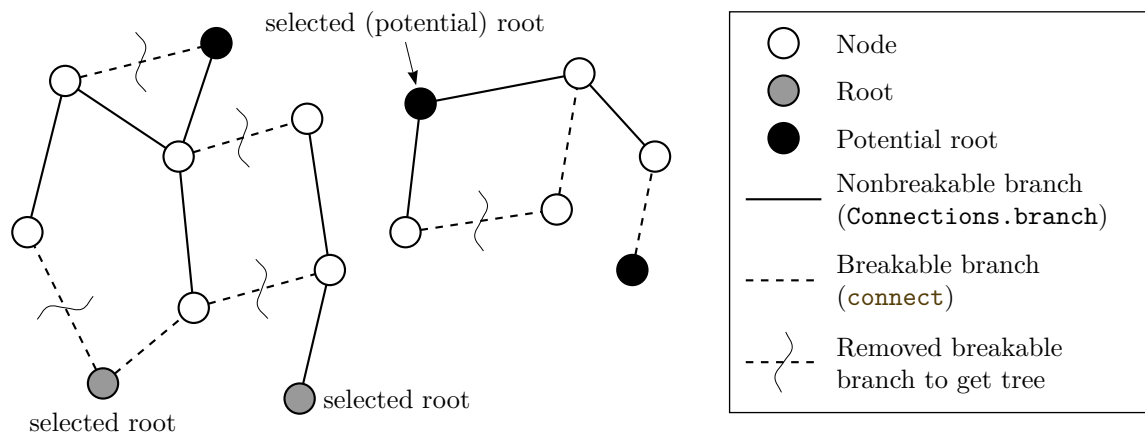 selected (potential) root
selected root
selected root
Node
Root
Potential root
Nonbreakable branch
(Connections.branch)
Breakable branch
(connect)
Removed breakable
branch to get tree